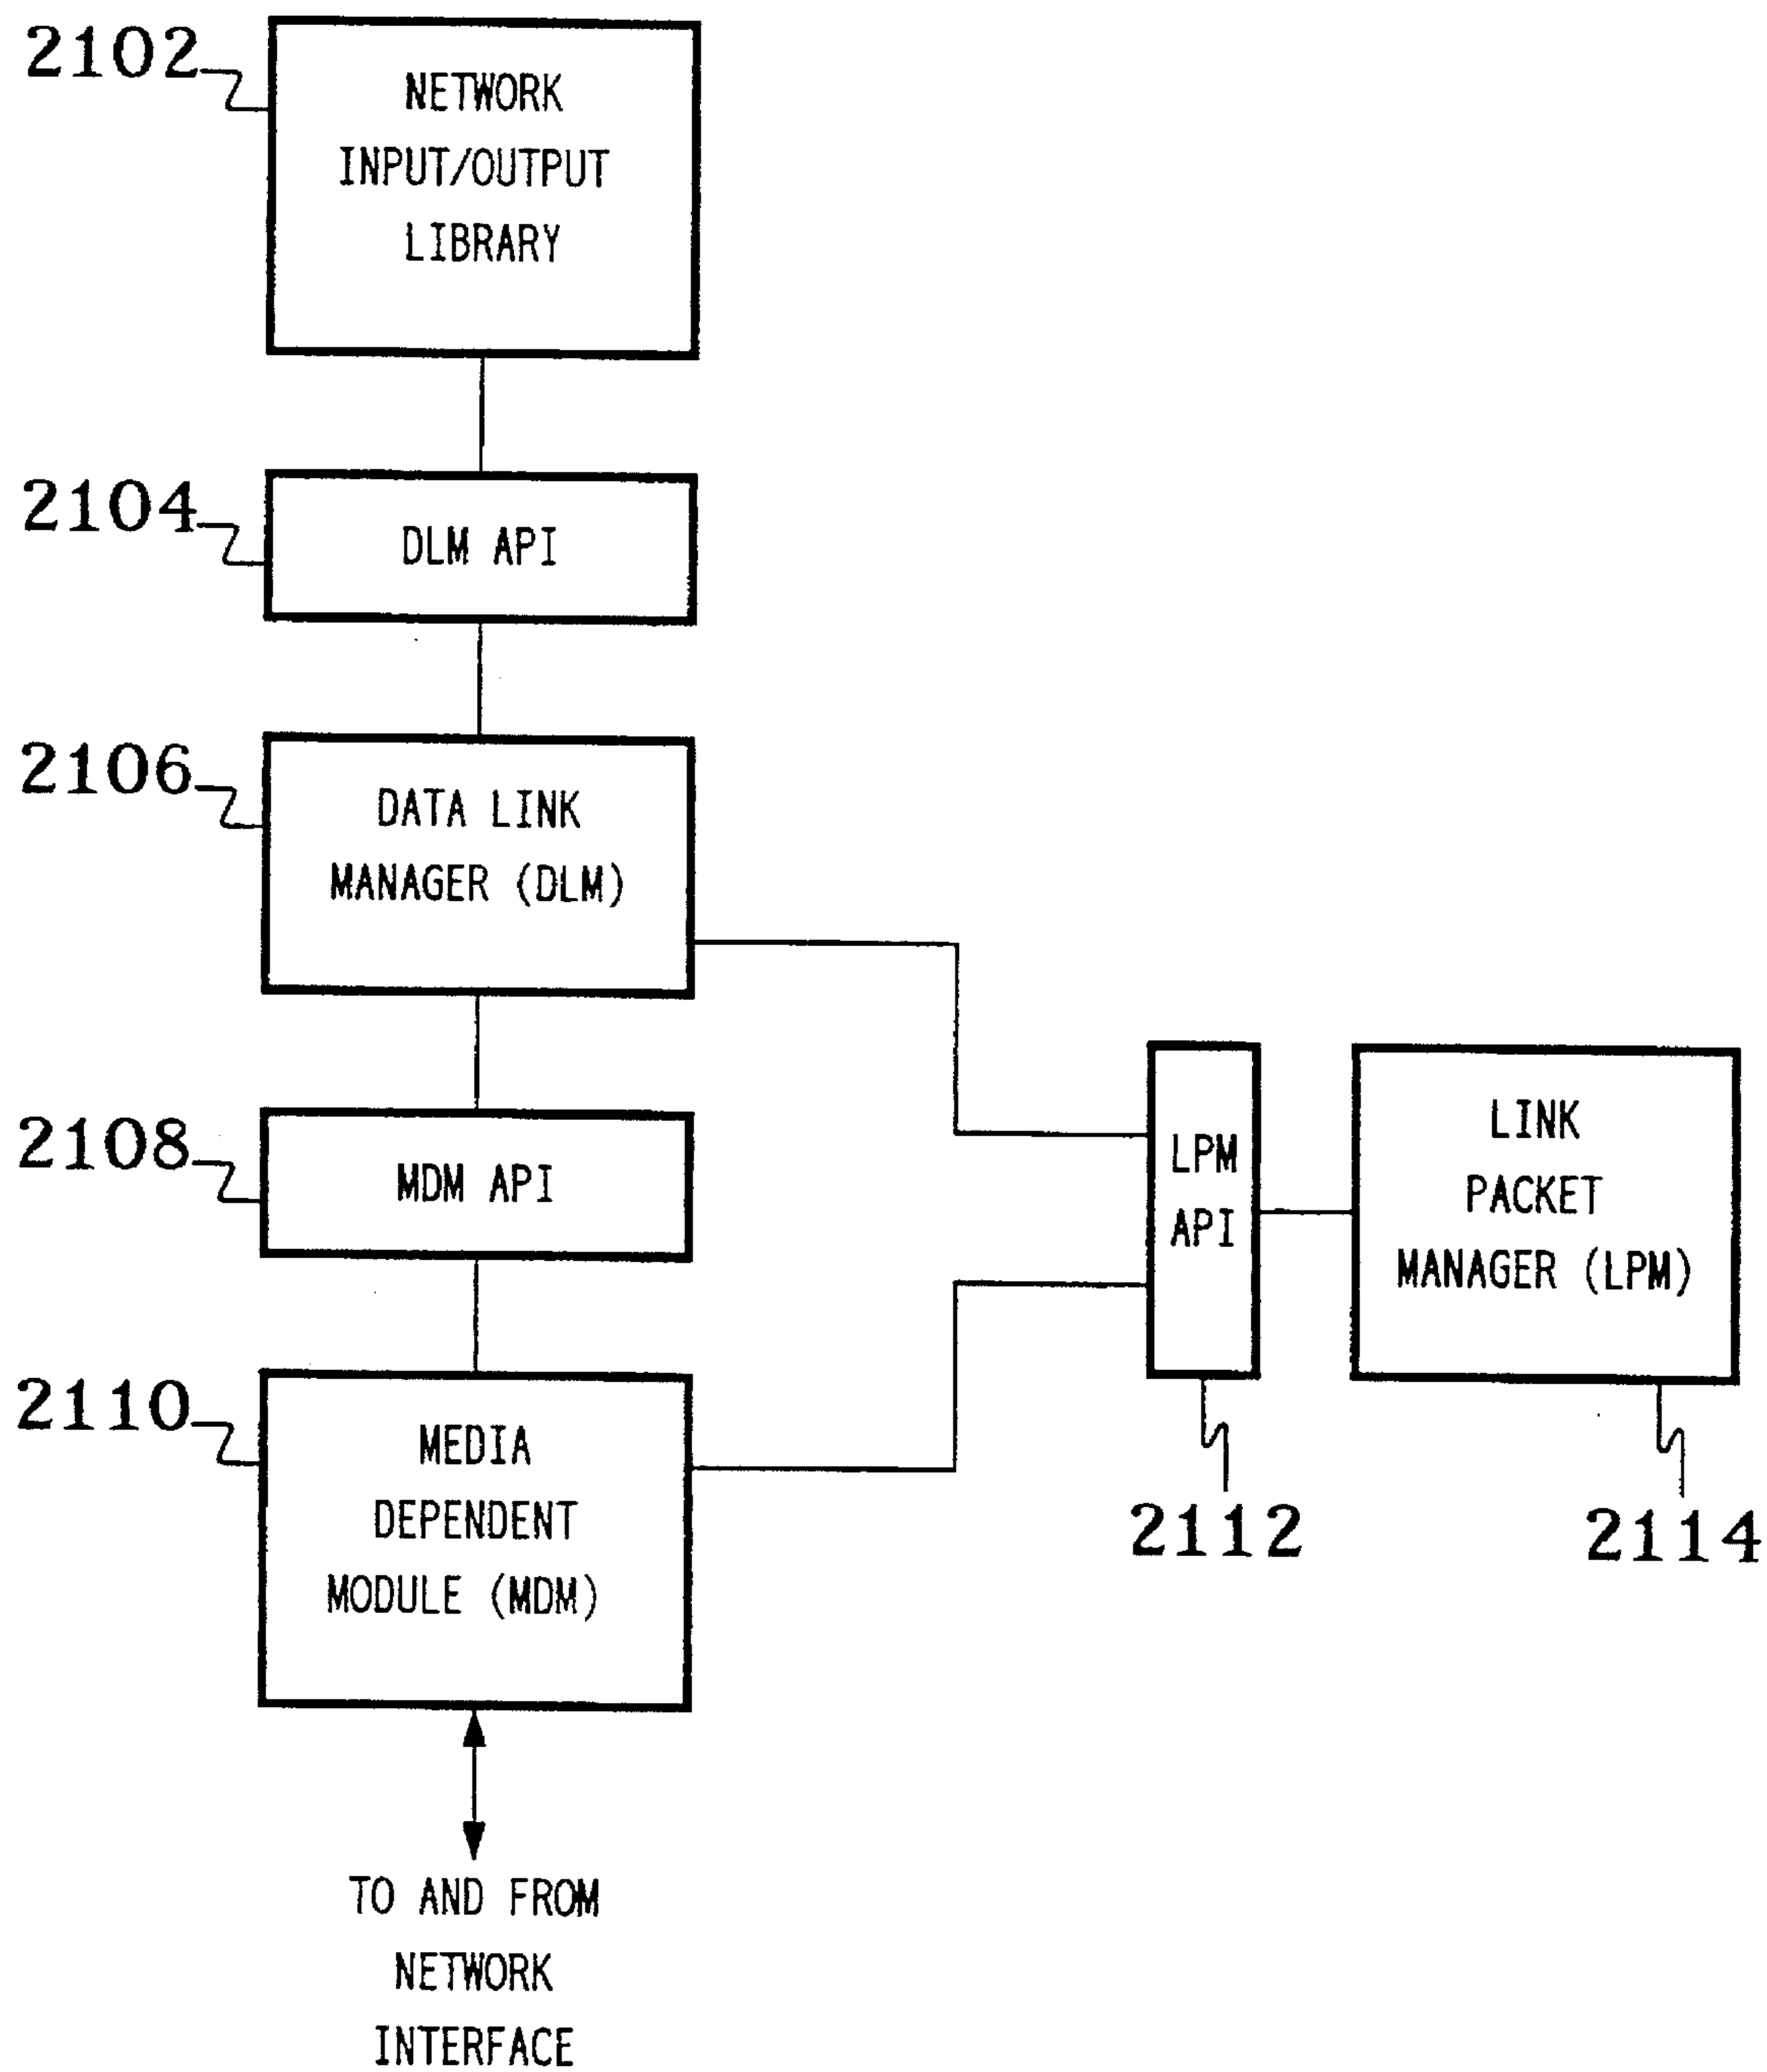 2102
NETWORK
INPUT/OUTPUT
LIBRARY
2104
DLM API
2106
DATA LINK
MANAGER (DLM)
2108
MDM API
2110
MEDIA
DEPENDENT
MODULE (MDM)
LPM
API
2112
LINK
PACKET
MANAGER (LPM)
2114
TO AND FROM
NETWORK
INTERFACE